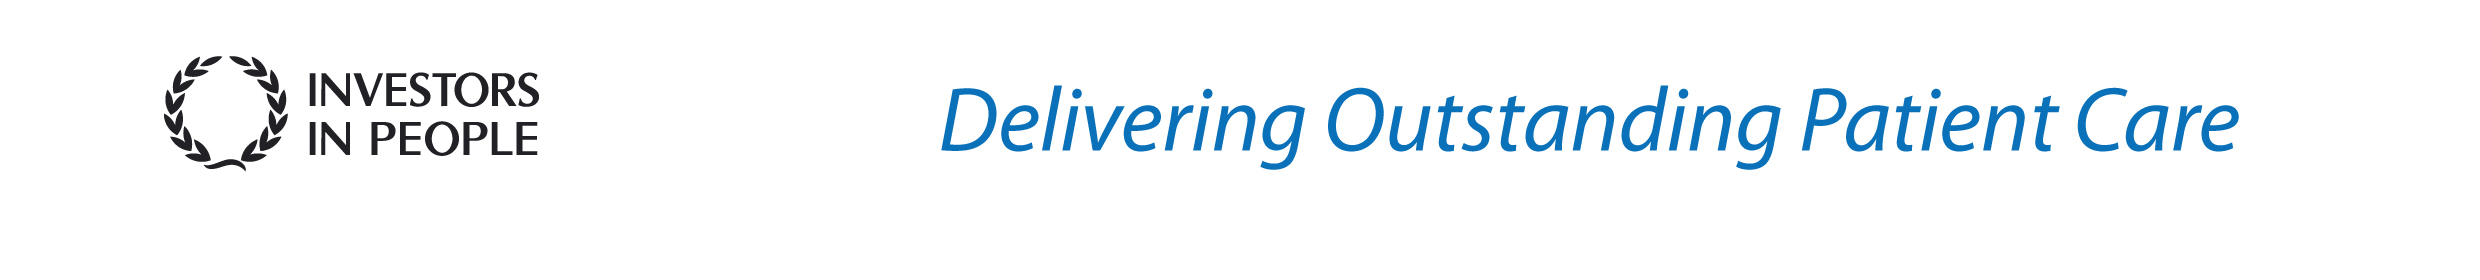 INVESTORS
IN PEOPLE
Delivering Outstanding Patient Care